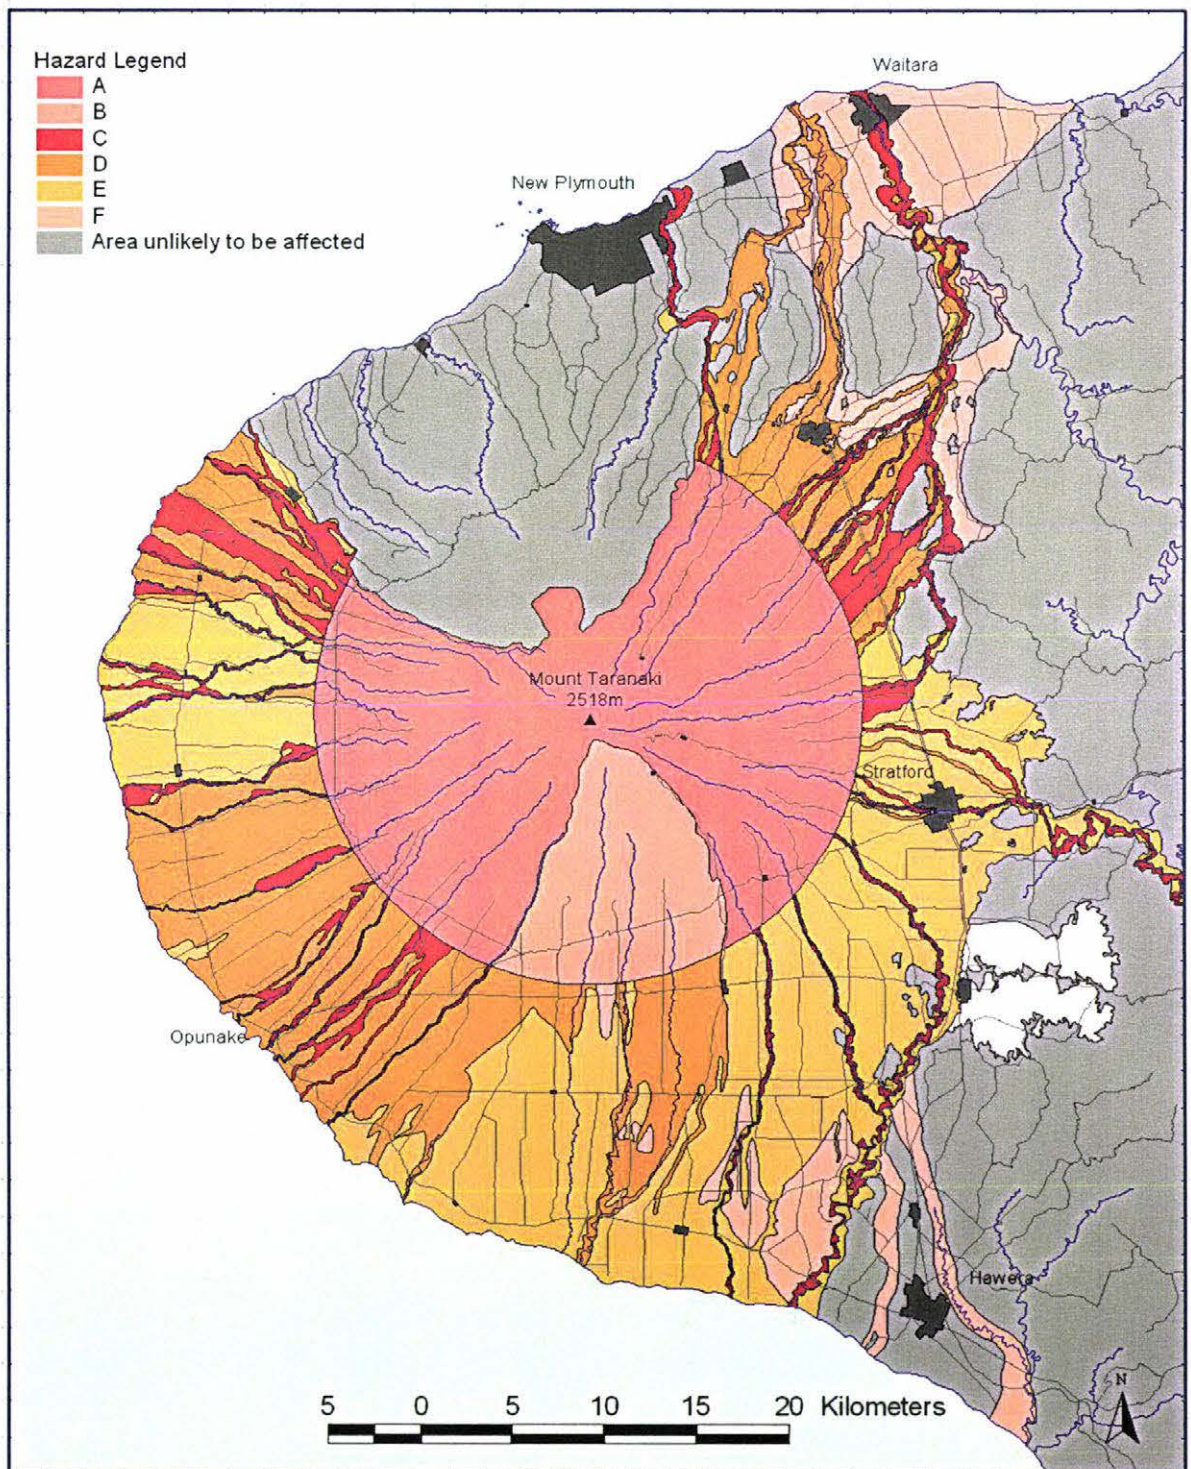 Hazard Legend
A
B
C
D
E
F
Area unlikely to be affected
Waitara
New Plymouth
Mount Taranaki
2518m
Stratford
Opunake
Hawera
N
5 0 5 10 15 20 Kilometers